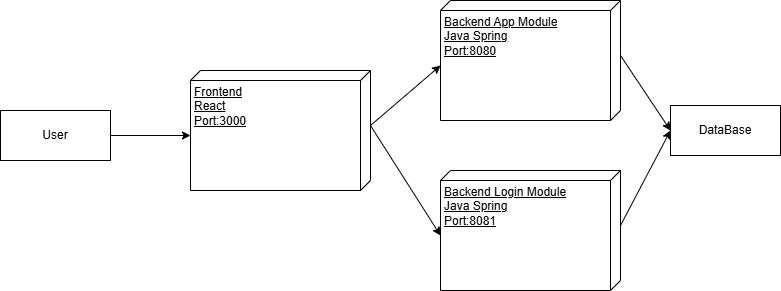 User
Frontend
React
Port:3000
Backend App Module
Java Spring
Port:8080
Backend Login Module
Java Spring
Port:8081
DataBase